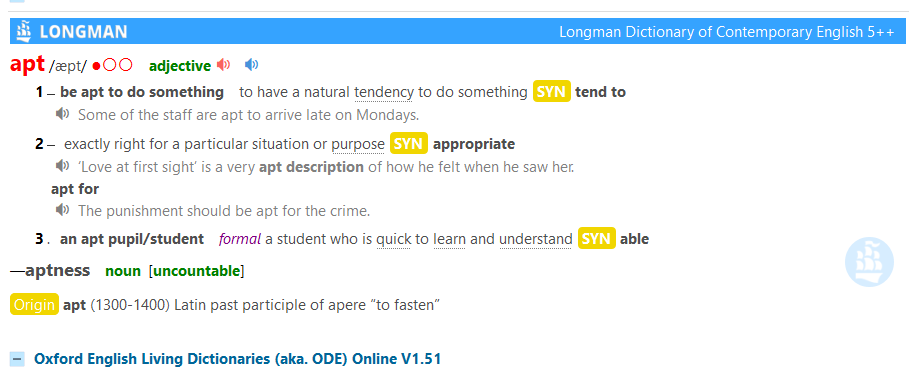 LONGMAN Longman Dictionary of Contemporary English 5++
apt /æpt/ ●○○ adjective
1 – be apt to do something to have a natural tendency to do something SYN tend to
Some of the staff are apt to arrive late on Mondays.
2 – exactly right for a particular situation or purpose SYN appropriate
‘Love at first sight’ is a very apt description of how he felt when he saw her.
apt for
The punishment should be apt for the crime.
3 . an apt pupil/student formal a student who is quick to learn and understand SYN able
—aptness noun [uncountable]
Origin apt (1300-1400) Latin past participle of apere “to fasten”
Oxford English Living Dictionaries (aka. ODE) Online V1.51